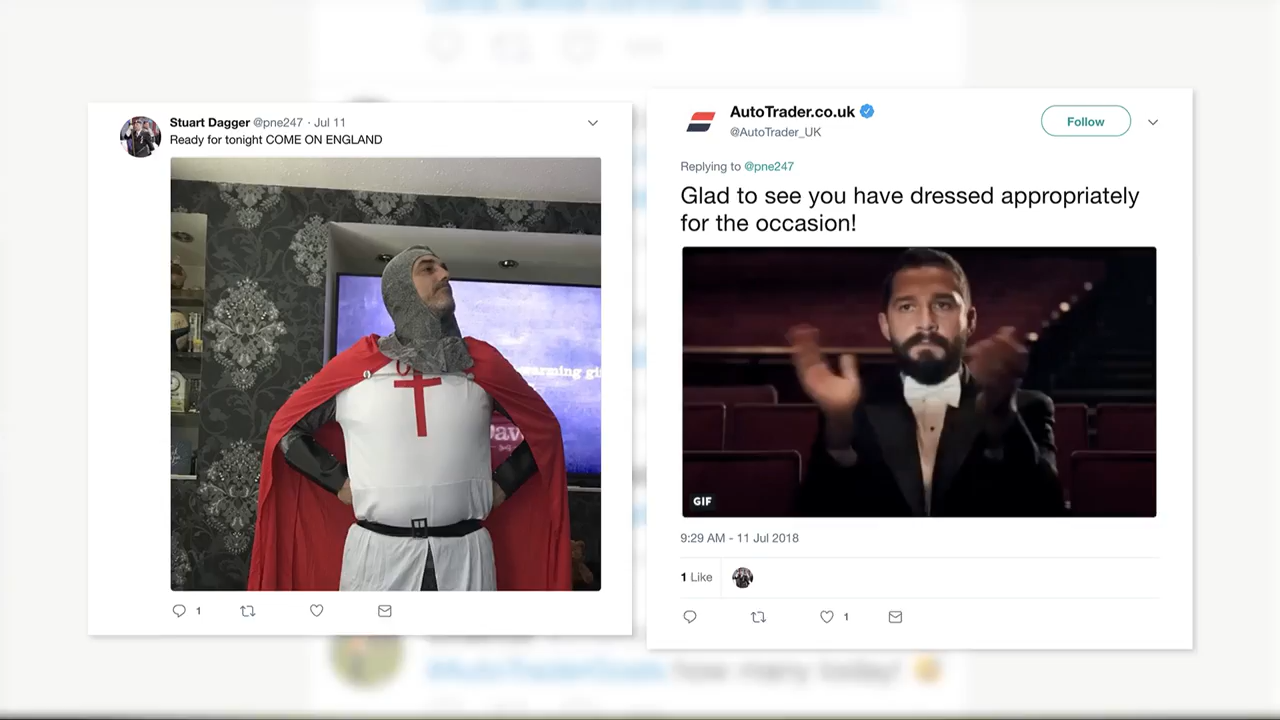 Stuart Dagger @pne247 · Jul 11
Ready for tonight COME ON ENGLAND
1
AutoTrader.co.uk
@AutoTrader_UK
Follow
Replying to @pne247
Glad to see you have dressed appropriately
for the occasion!
GIF
9:29 AM - 11 Jul 2018
1 Like
1